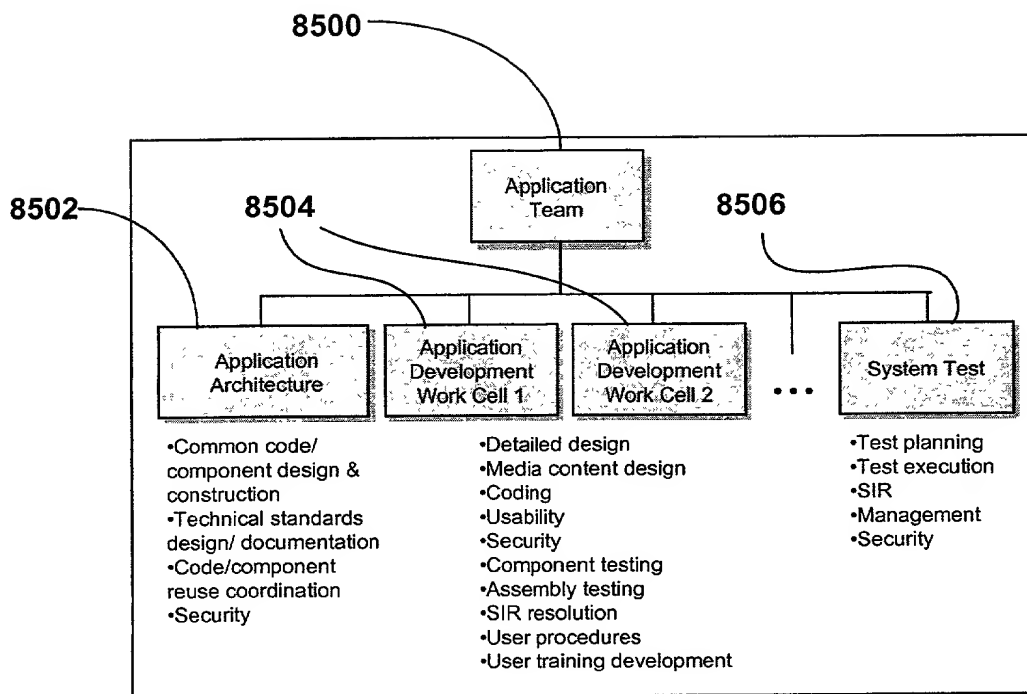 8500
Application
Team
8502
8504
8506
Application
Architecture
Application
Development
Work Cell 1
Application
Development
Work Cell 2
...
System Test
•Common code/
component design &
construction
•Technical standards
design/ documentation
•Code/component
reuse coordination
•Security
•Detailed design
•Media content design
•Coding
•Usability
•Security
•Component testing
•Assembly testing
•SIR resolution
•User procedures
•User training development
•Test planning
•Test execution
•SIR
•Management
•Security